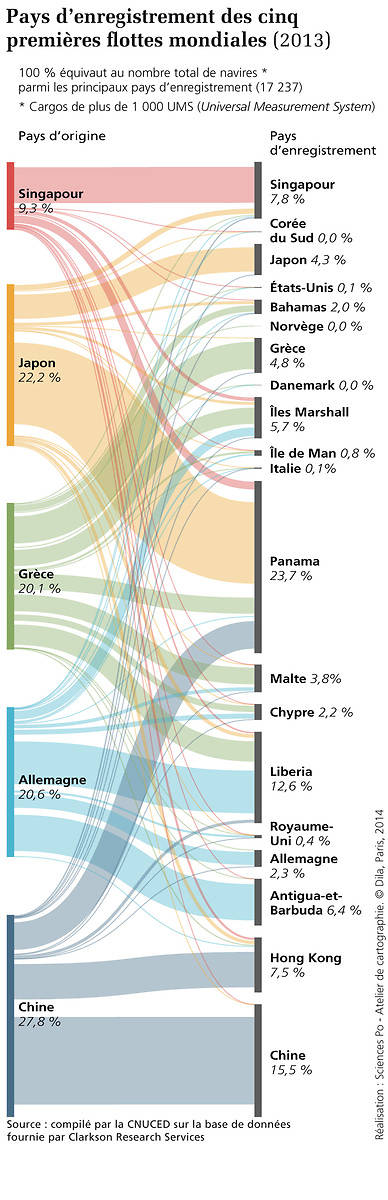 Pays d'enregistrement des cinq
premières flottes mondiales (2013)
100 % équivaut au nombre total de navires *
parmi les principaux pays d'enregistrement (17 237)
* Cargos de plus de 1 000 UMS (Universal Measurement System)
Pays d'origine
Pays
d'enregistrement
Singapour
9,3 %
Japon
22,2 %
Grèce
20,1 %
Allemagne
20,6 %
Chine
27,8 %
Singapour
7,8 %
Corée
du Sud 0,0 %
Japon 4,3 %
États-Unis 0,1 %
Bahamas 2,0 %
Norvège 0,0 %
Grèce
4,8 %
Danemark 0,0 %
Îles Marshall
5,7 %
Île de Man 0,8 %
Italie 0,1%
Panama
23,7 %
Malte 3,8%
Chypre 2,2 %
Liberia
12,6 %
Royaume-
Uni 0,4 %
Allemagne
2,3 %
Antigua-et-
Barbuda 6,4 %
Hong Kong
7,5 %
Chine
15,5 %
Source : compilé par la CNUCED sur la base de données
fournie par Clarkson Research Services
Réalisation : Sciences Po - Atelier de cartographie. © Dila, Paris, 2014